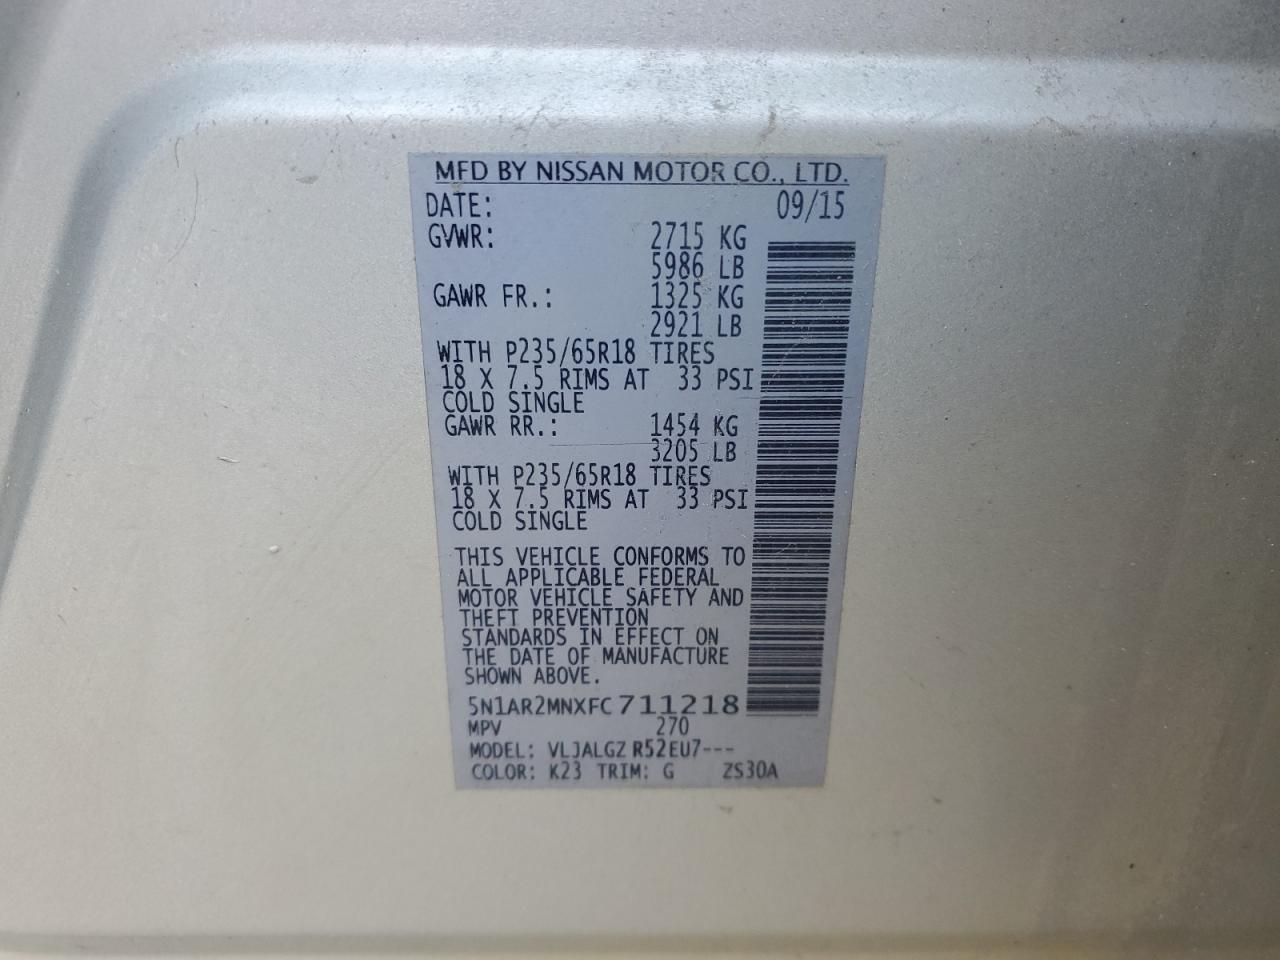 MFD BY NISSAN MOTOR CO., LTD.
DATE: 09/15
GVWR: 2715 KG
5986 LB
GAWR FR.: 1325 KG
2921 LB
WITH P235/65R18 TIRES
18 X 7.5 RIMS AT 33 PSI
COLD SINGLE
GAWR RR.: 1454 KG
3205 LB
WITH P235/65R18 TIRES
18 X 7.5 RIMS AT 33 PSI
COLD SINGLE
THIS VEHICLE CONFORMS TO
ALL APPLICABLE FEDERAL
MOTOR VEHICLE SAFETY AND
THEFT PREVENTION
STANDARDS IN EFFECT ON
THE DATE OF MANUFACTURE
SHOWN ABOVE.
5N1AR2MNXFC711218
MPV 270
MODEL: VLJALGZ R52EU7---
COLOR: K23 TRIM: G ZS30A